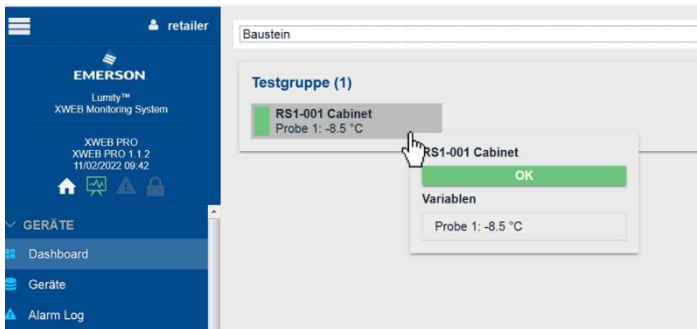 retailer
EMERSON
Lumity™
XWEB Monitoring System
XWEB PRO
XWEB PRO 1.1.2
11/02/2022 09:42
GERÄTE
Dashboard
Geräte
Alarm Log
Baustein
Testgruppe (1)
RS1-001 Cabinet
Probe 1: -8.5 °C
RS1-001 Cabinet
OK
Variablen
Probe 1: -8.5 °C